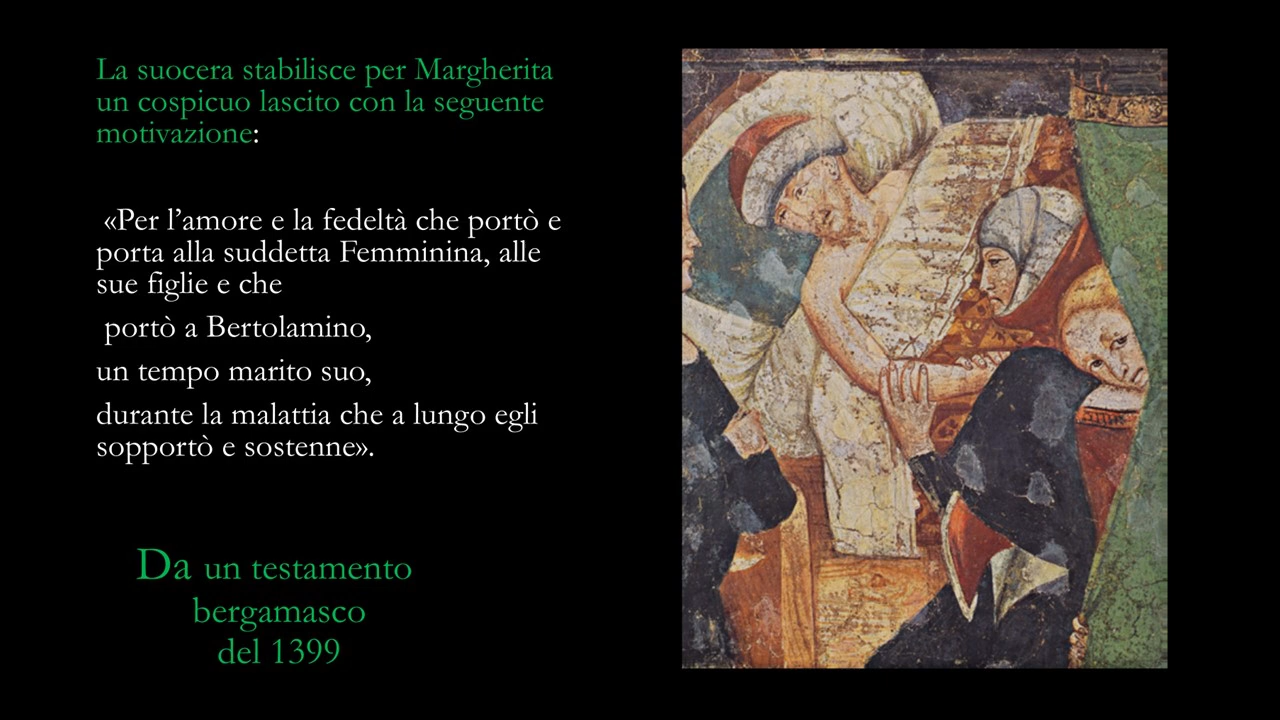 La suocera stabilisce per Margherita
un cospicuo lascito con la seguente
motivazione:
«Per l’amore e la fedeltà che portò e
porta alla suddetta Femminina, alle
sue figlie e che
portò a Bertolamino,
un tempo marito suo,
durante la malattia che a lungo egli
sopportò e sostenne».
Da un testamento
bergamasco
del 1399